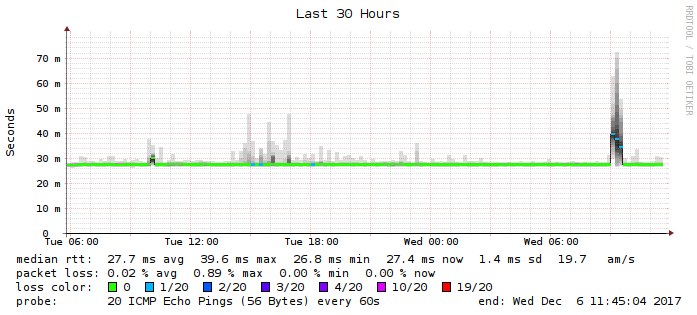 Last 30 Hours
RRDTOOL / TOBI OETIKER
Seconds
70 m
60 m
50 m
40 m
30 m
20 m
10 m
0
Tue 06:00 Tue 12:00 Tue 18:00 Wed 00:00 Wed 06:00
median rtt: 27.7 ms avg 39.6 ms max 26.8 ms min 27.4 ms now 1.4 ms sd 19.7 am/s
packet loss: 0.02 % avg 0.89 % max 0.00 % min 0.00 % now
loss color: 0 1/20 2/20 3/20 4/20 10/20 19/20
probe: 20 ICMP Echo Pings (56 Bytes) every 60s end: Wed Dec 6 11:45:04 2017